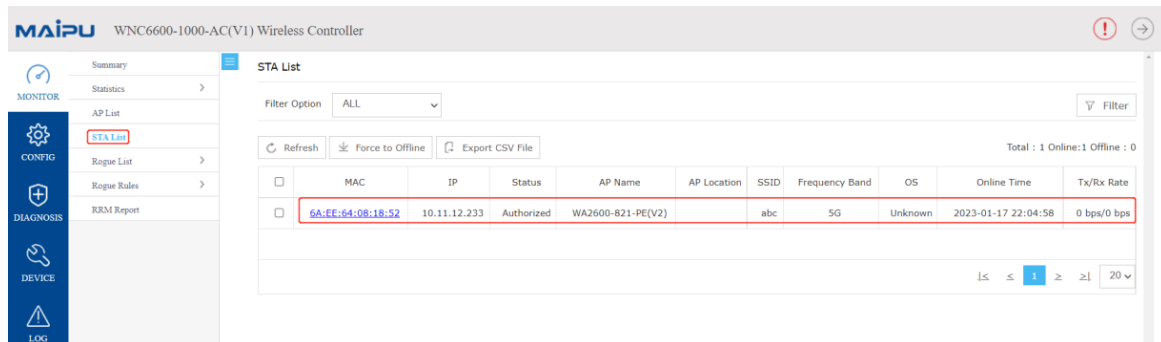 MAIPU WNC6600-1000-AC(V1) Wireless Controller
MONITOR
CONFIG
DIAGNOSIS
DEVICE
LOG
Summary
Statistics
AP List
STA List
Rogue List
Rogue Rules
RRM Report
STA List
Filter Option ALL Filter
Refresh Force to Offline Export CSV File Total : 1 Online:1 Offline : 0
MAC IP Status AP Name AP Location SSID Frequency Band OS Online Time Tx/Rx Rate
6A:EE:64:08:18:52 10.11.12.233 Authorized WA2600-821-PE(V2) abc 5G Unknown 2023-01-17 22:04:58 0 bps/0 bps
|< < 1 > >| 20